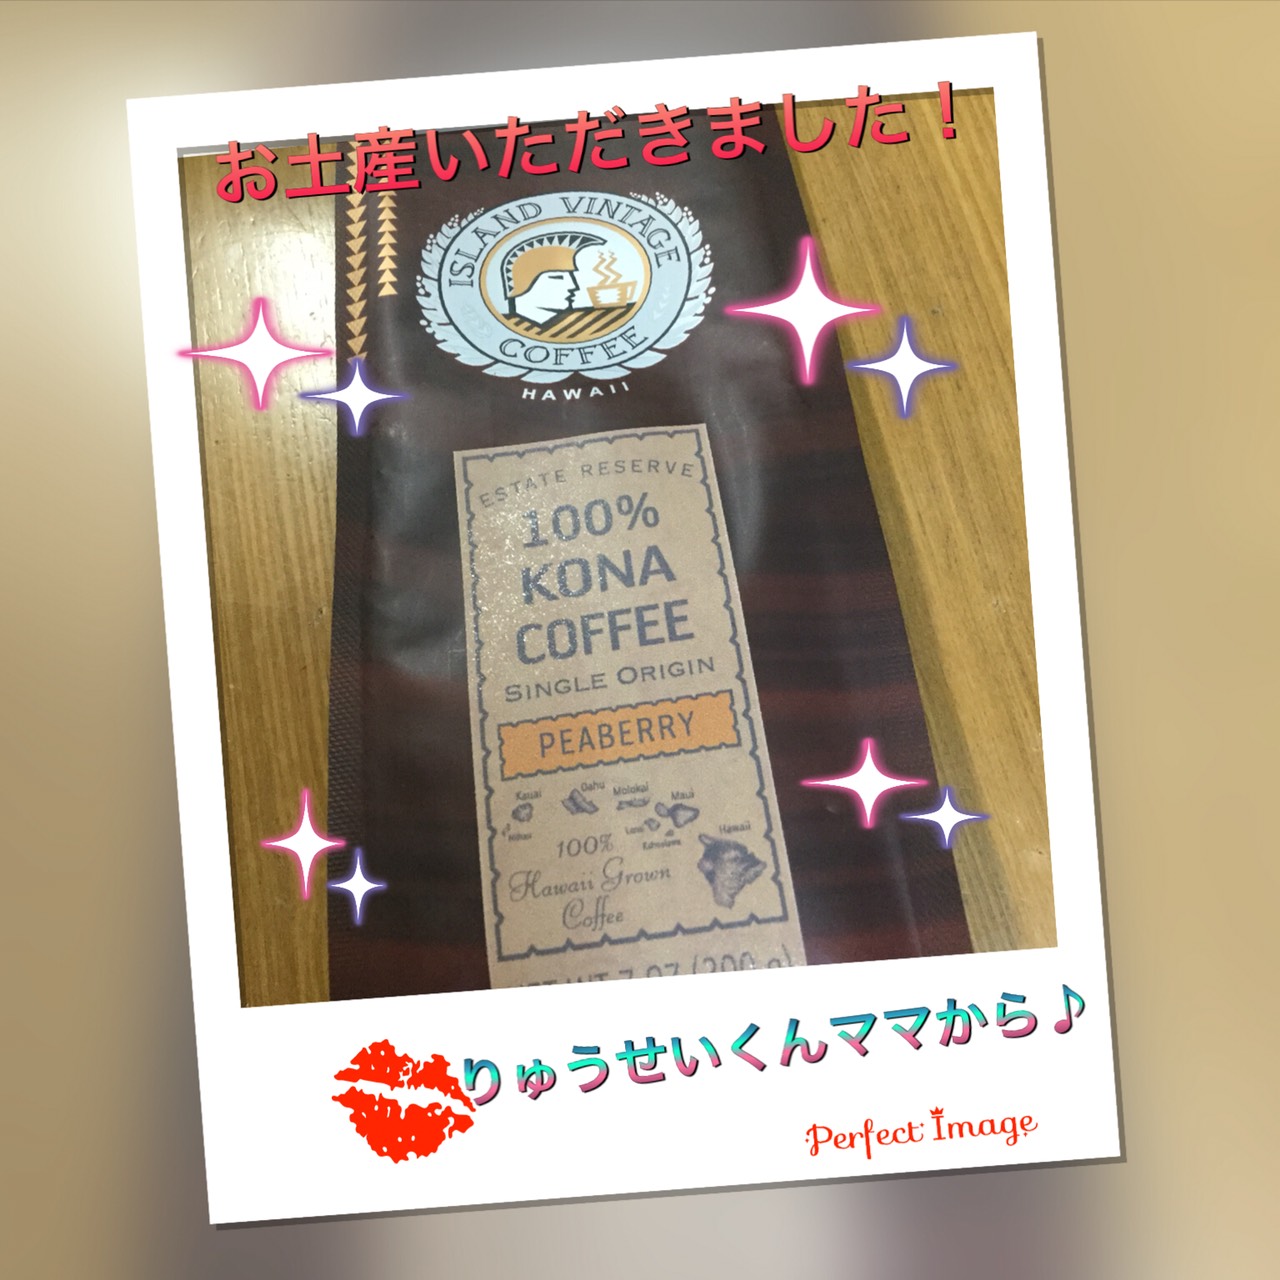 お土産いただきました！
ISLAND VINTAGE
COFFEE
HAWAII
ESTATE RESERVE
100%
KONA
COFFEE
SINGLE ORIGIN
PEABERRY
Kauai
Oahu
Molokai
Maui
Hawaii
100%
Hawaii Grown
Coffee
りゅうせいくんママから♪
Perfect Image